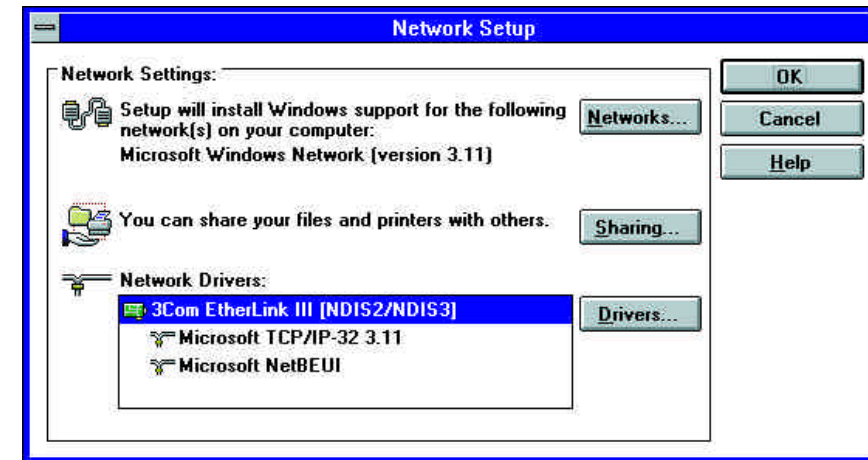 Network Setup
Network Settings:
Setup will install Windows support for the following
network(s) on your computer:
Microsoft Windows Network (version 3.11)
Networks...
You can share your files and printers with others.
Sharing...
Network Drivers:
3Com EtherLink III [NDIS2/NDIS3]
Microsoft TCP/IP-32 3.11
Microsoft NetBEUI
Drivers...
OK
Cancel
Help